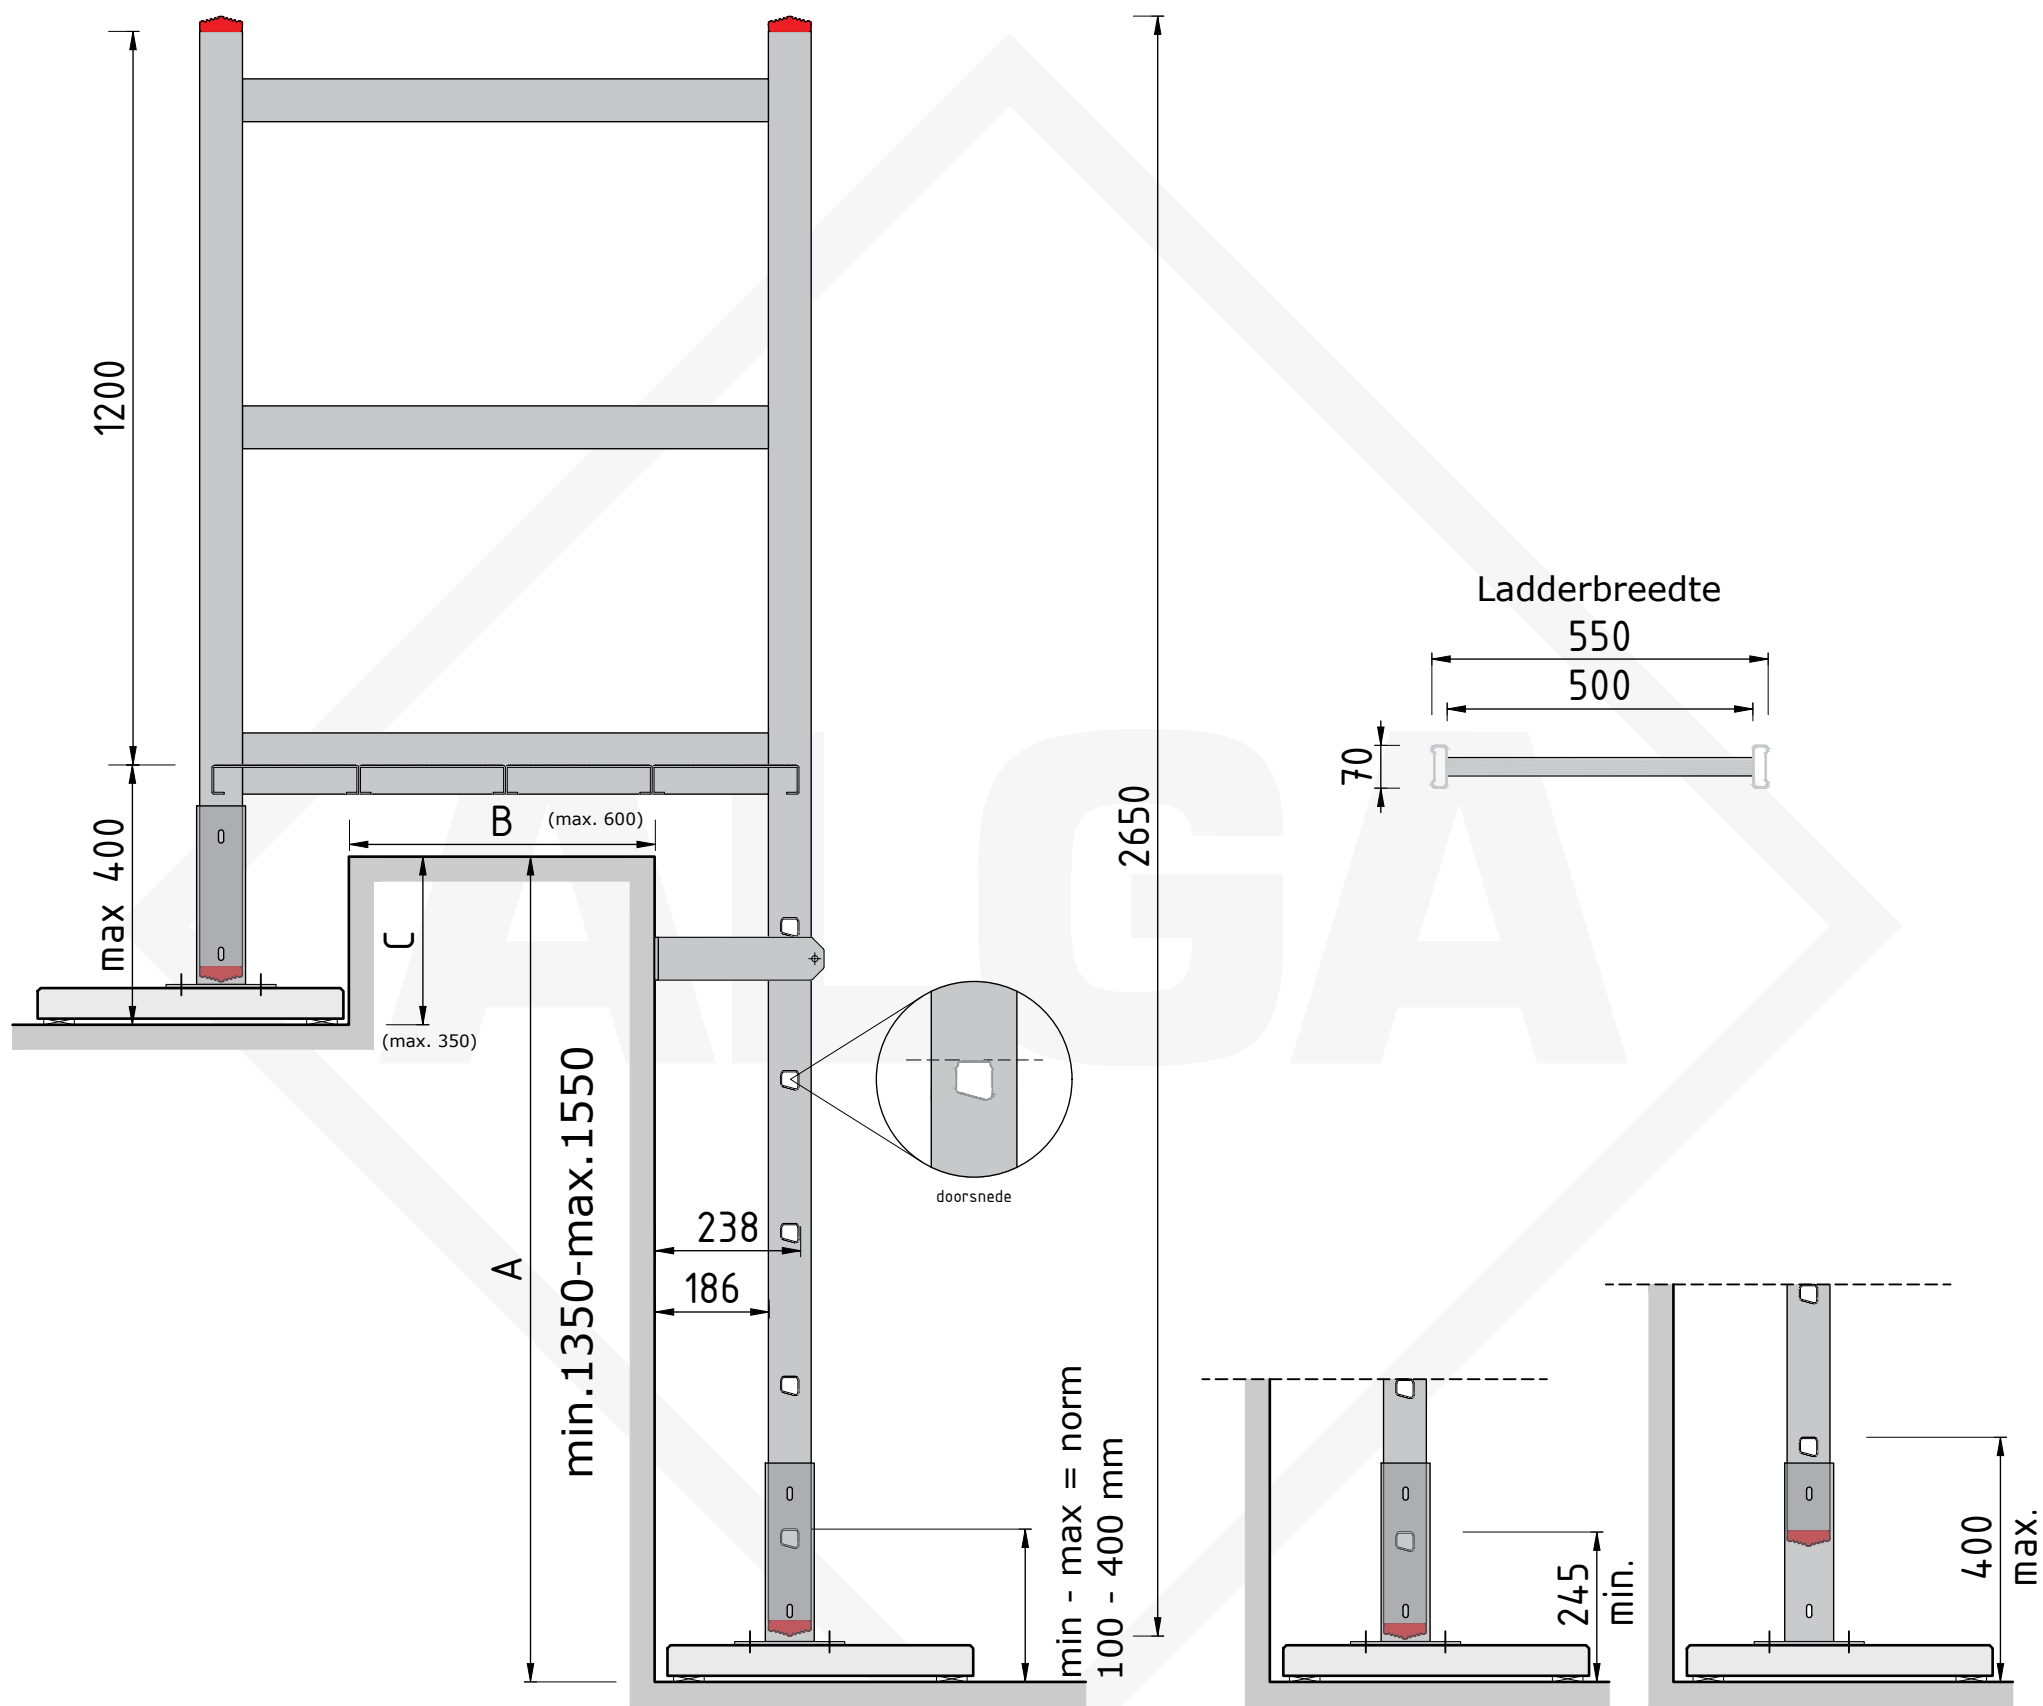 1200
max 400
B (max. 600)
C
(max. 350)
A
min.1350-max.1550
238
186
doorsnede
2650
min - max = norm
100 - 400 mm
Ladderbreedte
550
500
70
245
min.
400
max.
ALGA